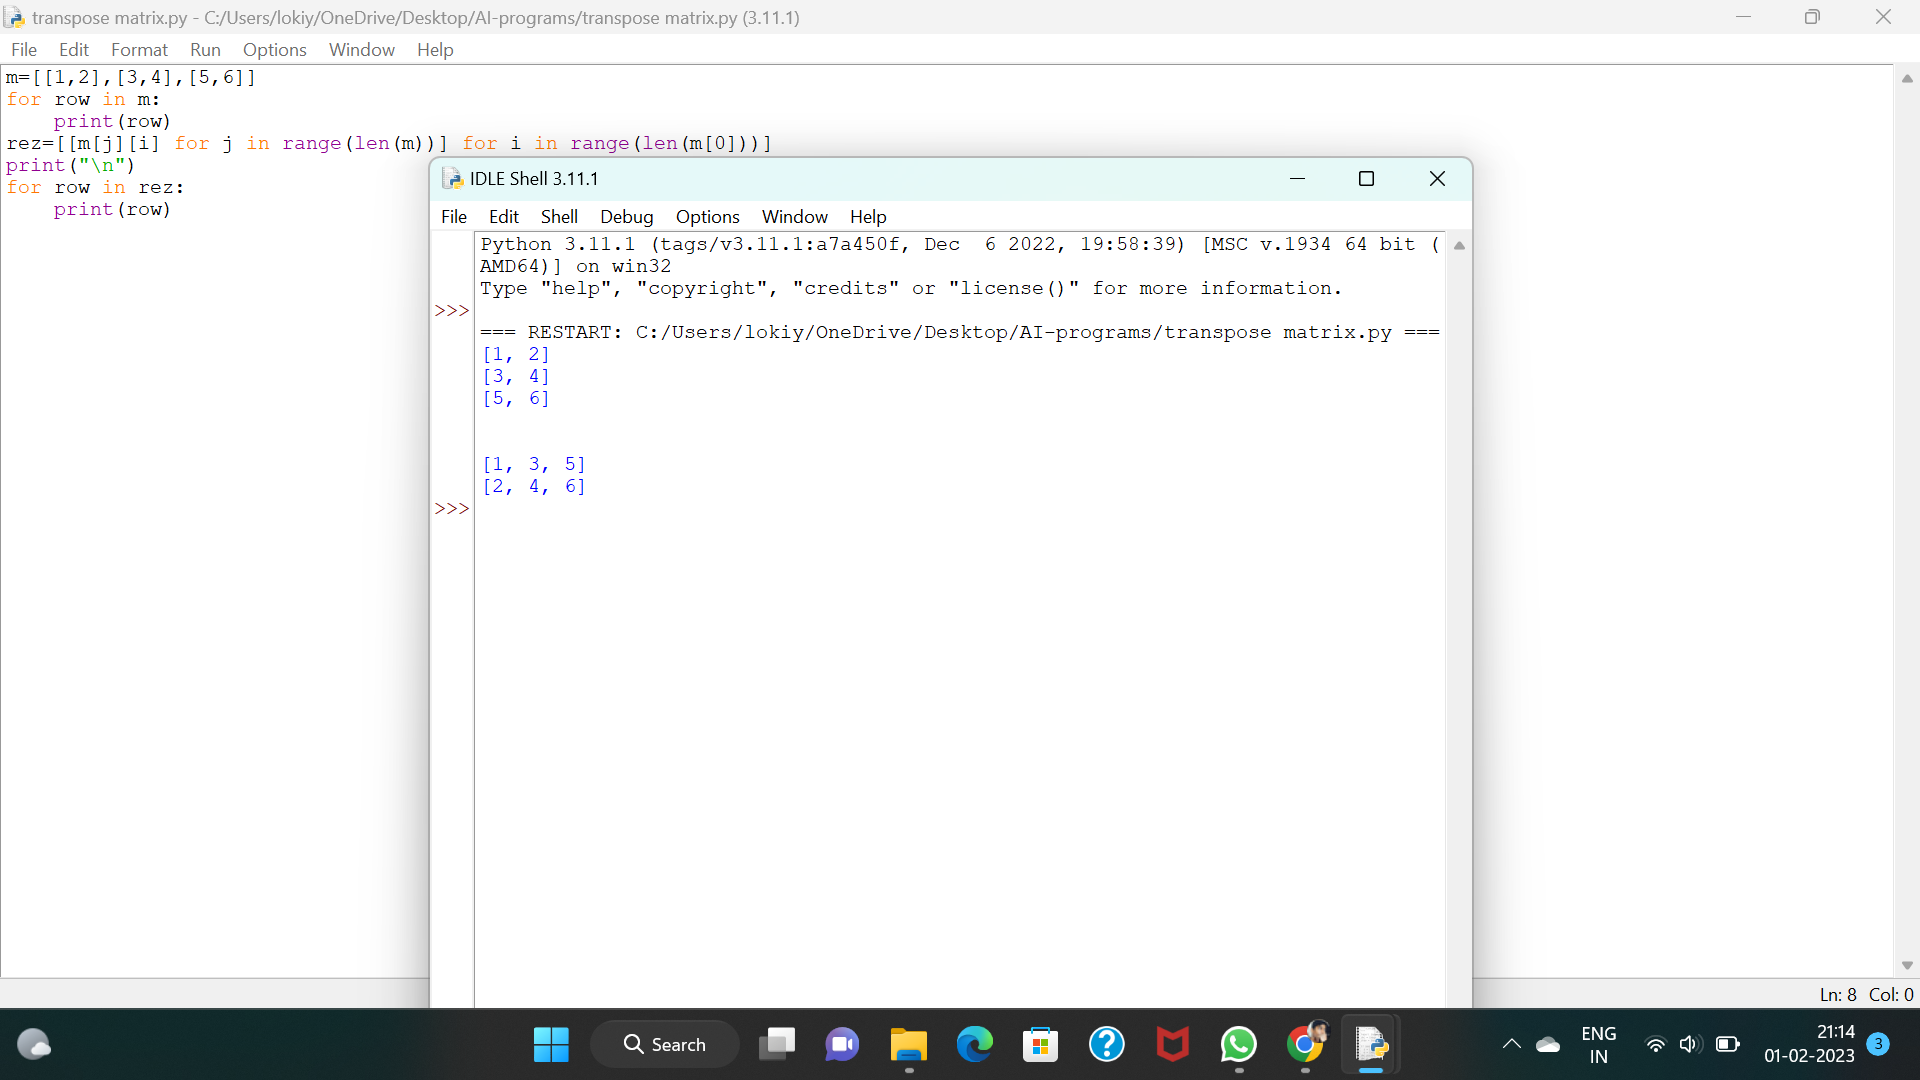 transpose matrix.py - C:/Users/lokiy/OneDrive/Desktop/AI-programs/transpose matrix.py (3.11.1)
File Edit Format Run Options Window Help
m=[[1,2],[3,4],[5,6]]
for row in m:
    print(row)
rez=[[m[j][i] for j in range(len(m))] for i in range(len(m[0]))]
print("\n")
for row in rez:
    print(row)
IDLE Shell 3.11.1
File Edit Shell Debug Options Window Help
Python 3.11.1 (tags/v3.11.1:a7a450f, Dec  6 2022, 19:58:39) [MSC v.1934 64 bit (
AMD64)] on win32
Type "help", "copyright", "credits" or "license()" for more information.
>>>
=== RESTART: C:/Users/lokiy/OneDrive/Desktop/AI-programs/transpose matrix.py ===
[1, 2]
[3, 4]
[5, 6]
[1, 3, 5]
[2, 4, 6]
>>>
Ln: 8 Col: 0
Search
ENG
IN
21:14
01-02-2023
3